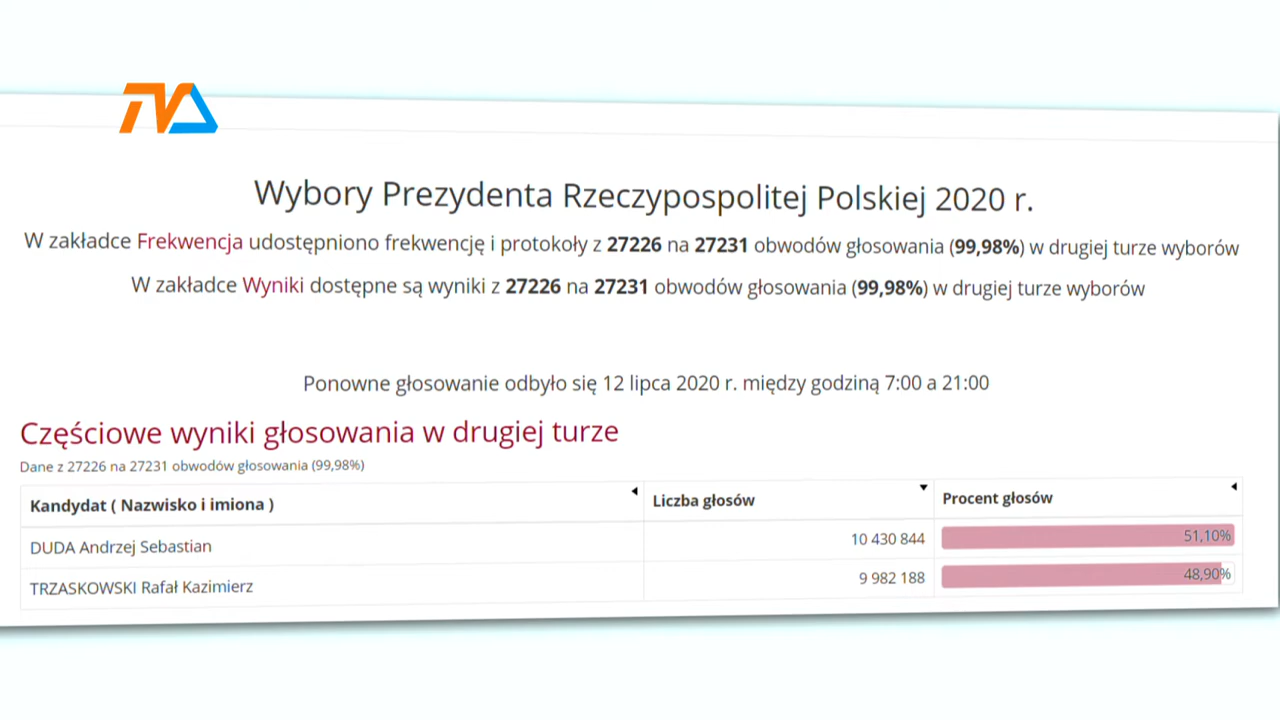 TVA
Wybory Prezydenta Rzeczypospolitej Polskiej 2020 r.
W zakładce Frekwencja udostępniono frekwencję i protokoły z 27226 na 27231 obwodów głosowania (99,98%) w drugiej turze wyborów
W zakładce Wyniki dostępne są wyniki z 27226 na 27231 obwodów głosowania (99,98%) w drugiej turze wyborów
Ponowne głosowanie odbyło się 12 lipca 2020 r. między godziną 7:00 a 21:00
Częściowe wyniki głosowania w drugiej turze
Dane z 27226 na 27231 obwodów głosowania (99,98%)
Kandydat ( Nazwisko i imiona ) Liczba głosów Procent głosów
DUDA Andrzej Sebastian 10 430 844 51,10%
TRZASKOWSKI Rafał Kazimierz 9 982 188 48,90%